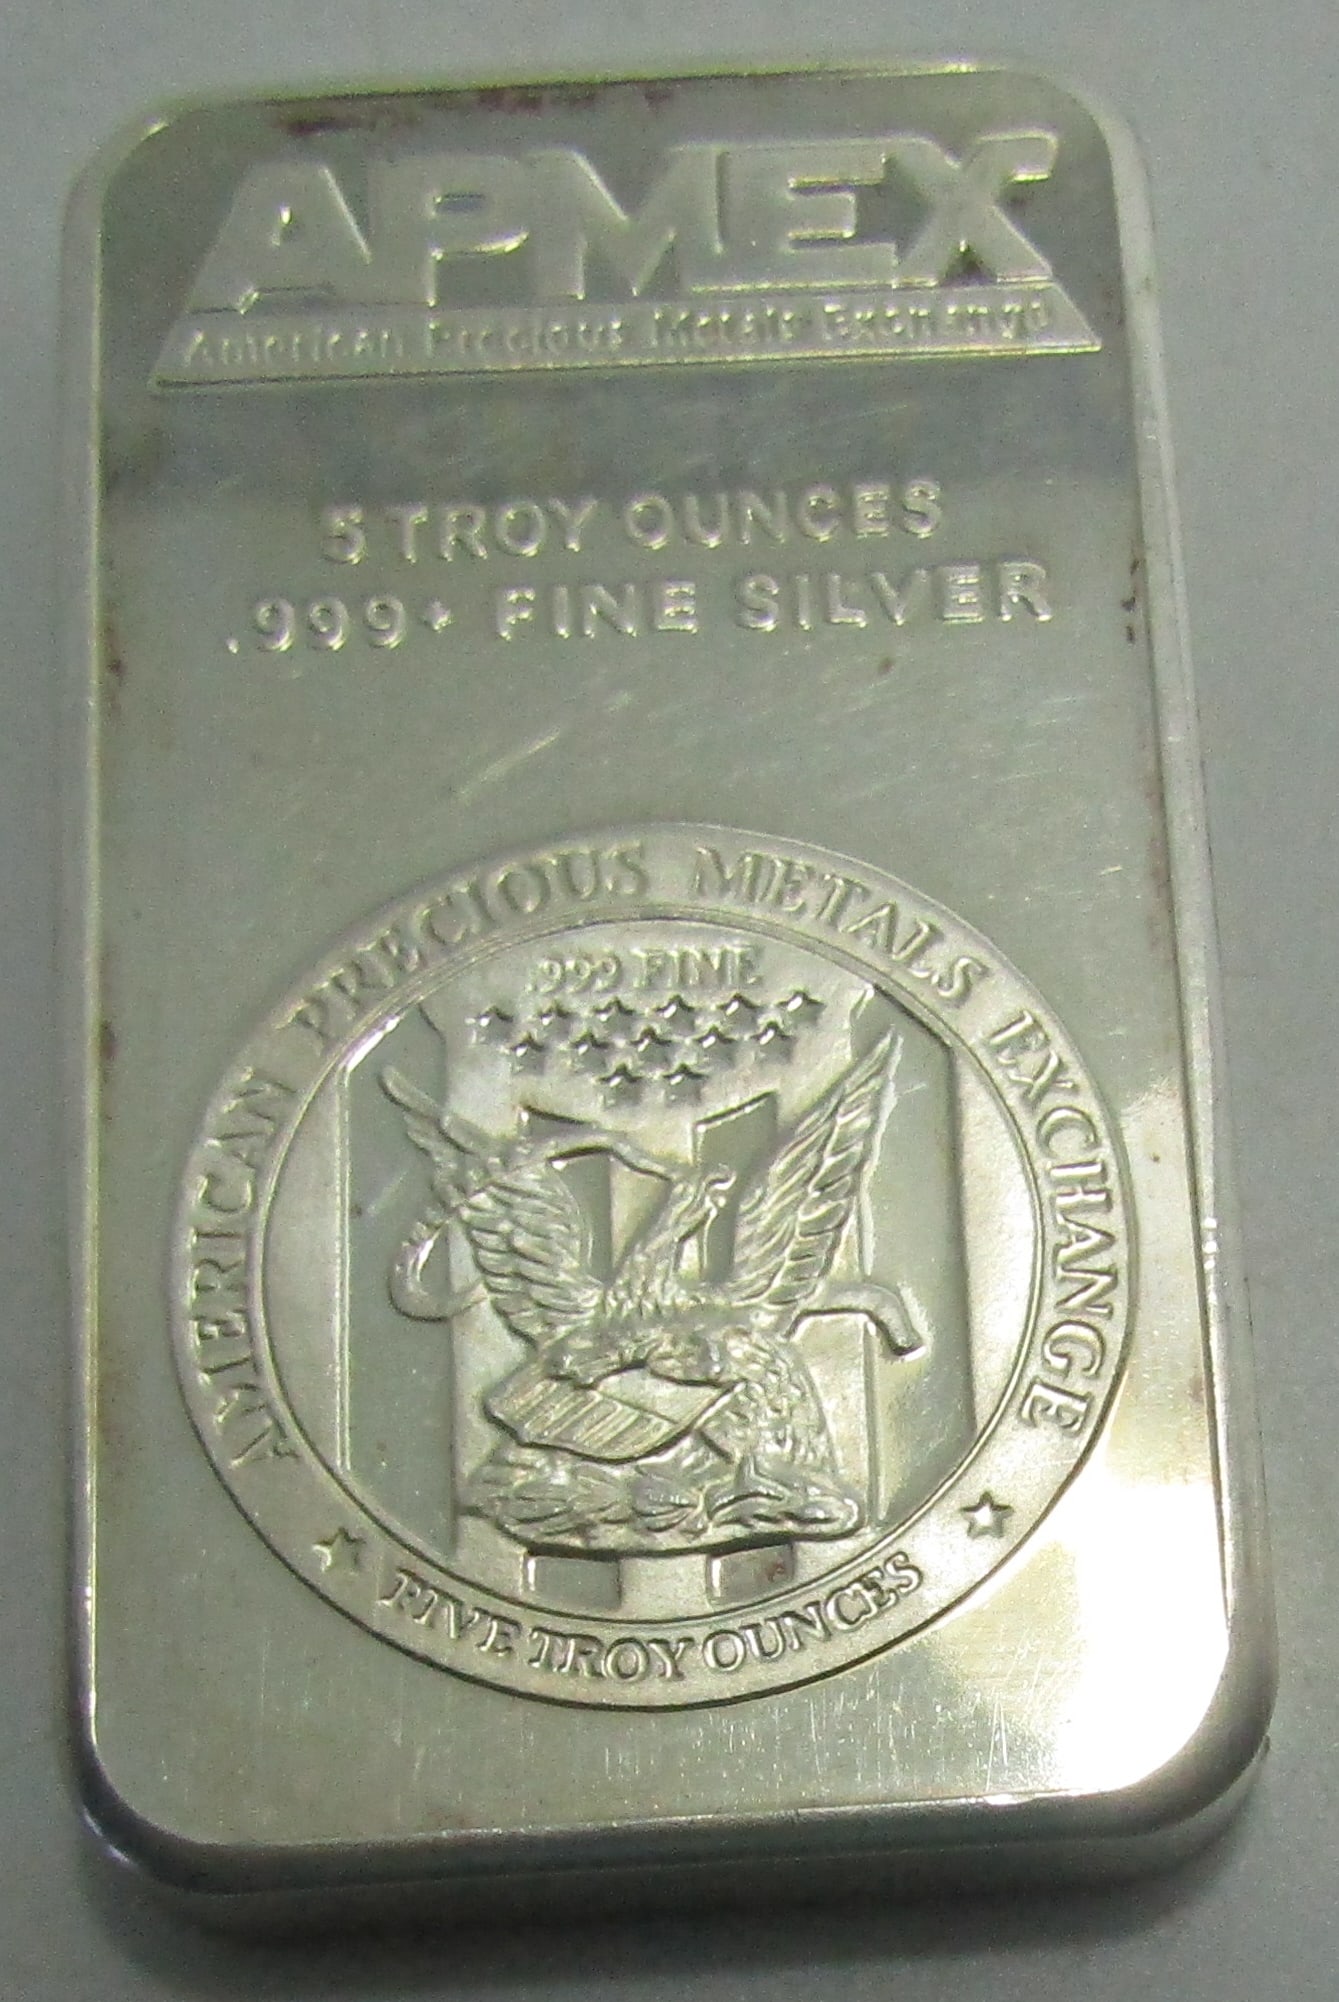 APMEX
American Precious Metals Exchange
5 TROY OUNCES
.999+ FINE SILVER
AMERICAN PRECIOUS METALS EXCHANGE
.999 FINE
FIVE TROY OUNCES